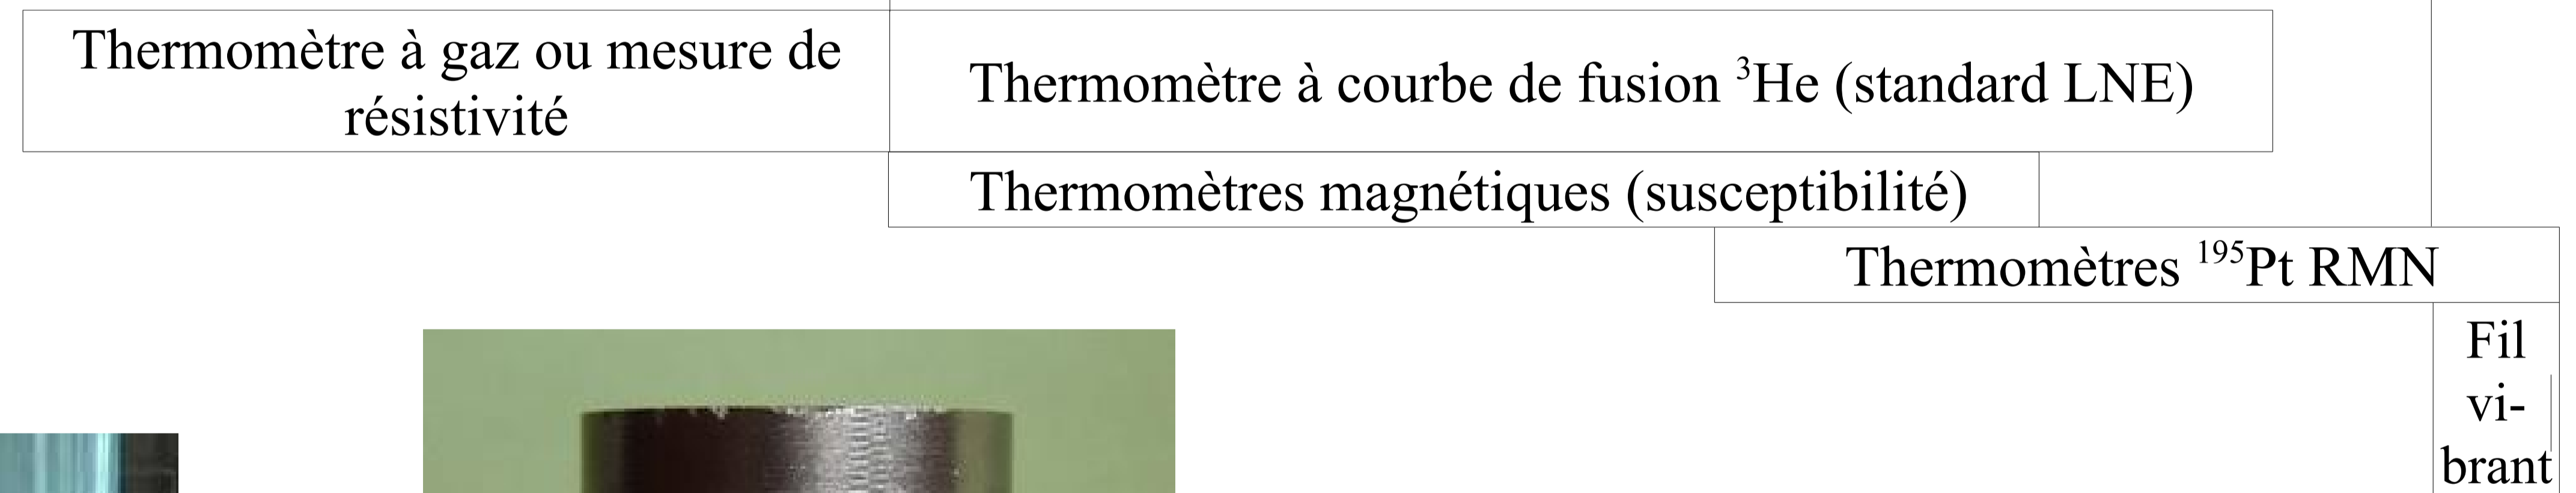 Thermomètre à gaz ou mesure de
résistivité
Thermomètre à courbe de fusion ³He (standard LNE)
Thermomètres magnétiques (susceptibilité)
Thermomètres ¹⁹⁵Pt RMN
Fil
vi-
brant